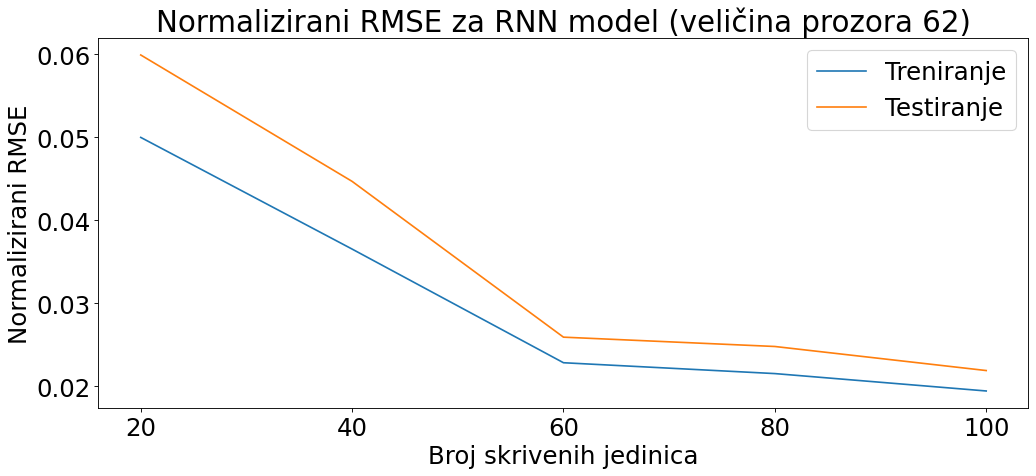 Normalizirani RMSE za RNN model (veličina prozora 62)
Treniranje
Testiranje
Normalizirani RMSE
0.06
0.05
0.04
0.03
0.02
20 40 60 80 100
Broj skrivenih jedinica